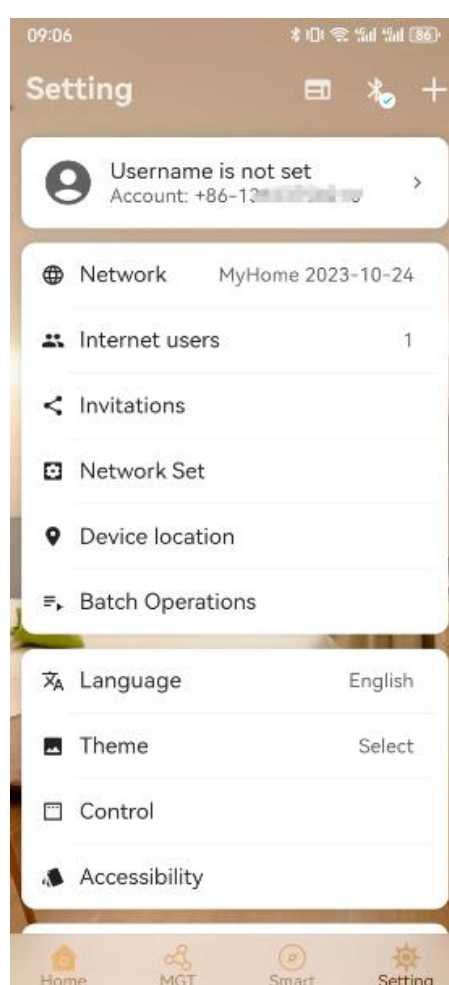 09:06
86
Setting
Username is not set
Account: +86-13
Network MyHome 2023-10-24
Internet users 1
Invitations
Network Set
Device location
Batch Operations
Language English
Theme Select
Control
Accessibility
Home MGT Smart Setting